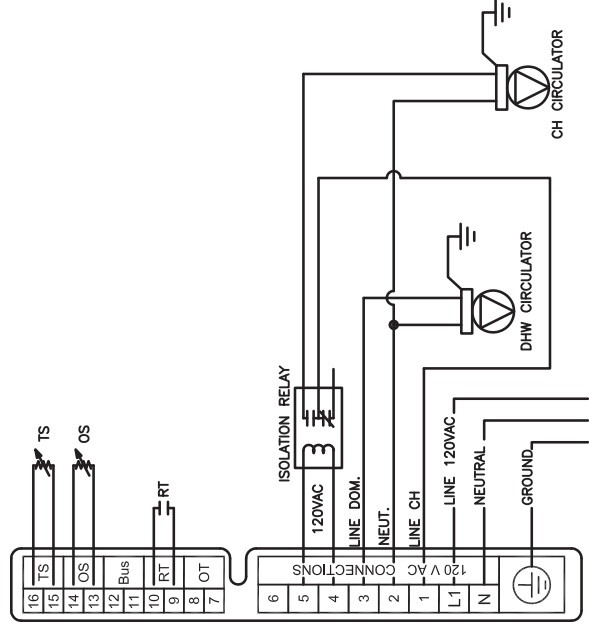 16
15
TS
TS
14
13
OS
OS
12
11
Bus
10
9
RT
RT
8
7
OT
120 V AC CONNECTIONS
6
5
4
3
2
1
L1
N
ISOLATION RELAY
120VAC
LINE DOM.
NEUT.
LINE CH
LINE 120VAC
NEUTRAL
GROUND
DHW CIRCULATOR
CH CIRCULATOR